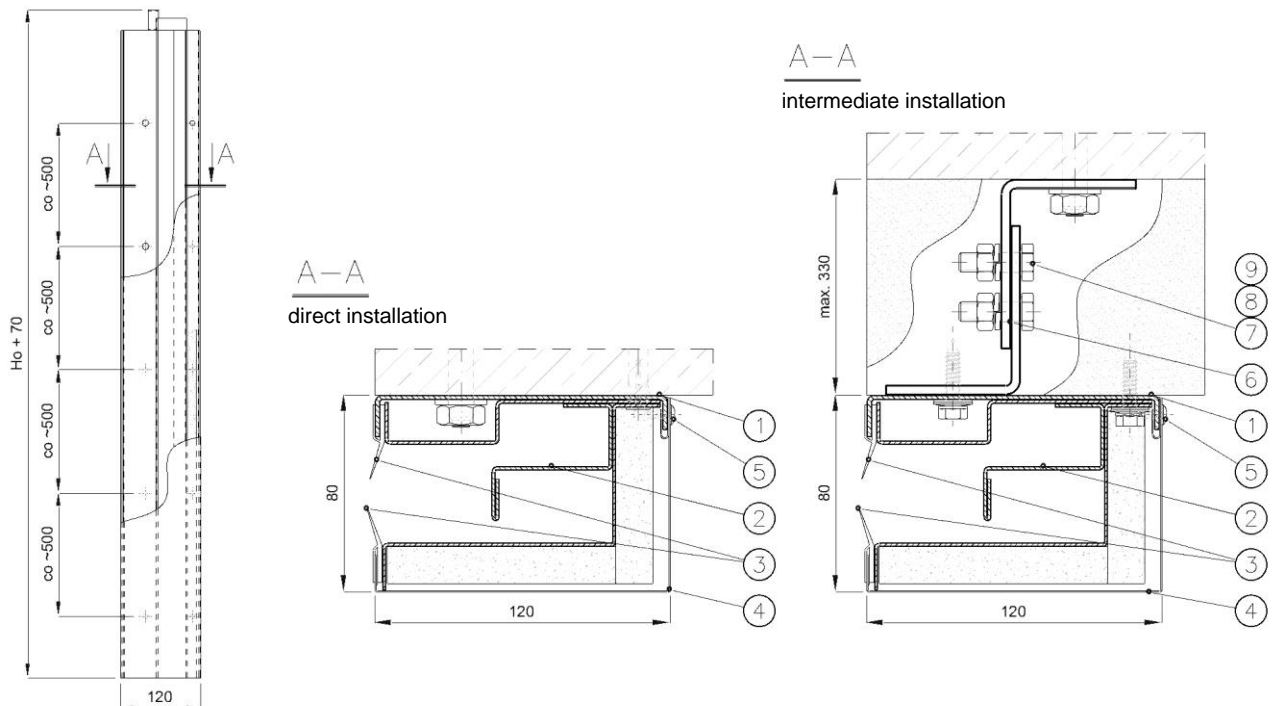 Ho + 70
co ~500
co ~500
co ~500
co ~500
A
A
120
A-A
direct installation
80
120
1
5
2
3
4
A-A
intermediate installation
max. 330
80
120
9
8
7
6
1
5
2
3
4